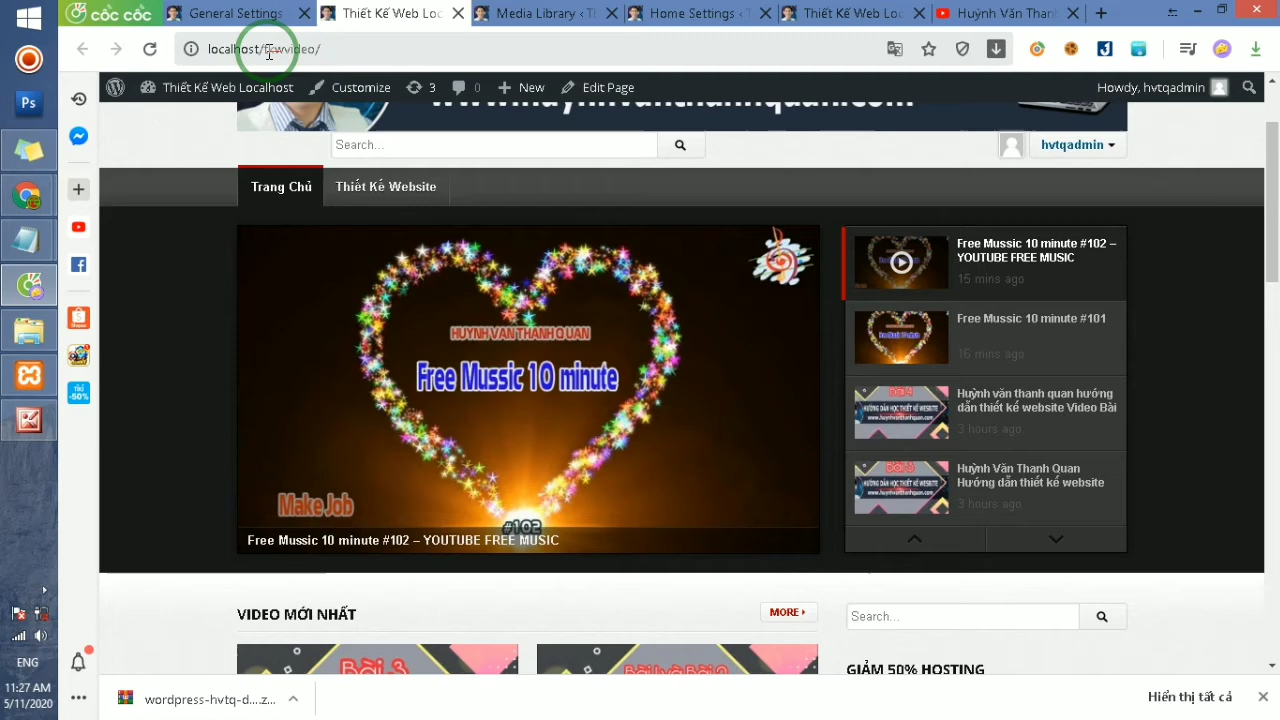 CỐC CỐC
General Settings
Thiết Kế Web Loc
Media Library ‹ T
Home Settings ‹ T
Thiết Kế Web Loc
Huỳnh Văn Thanh
Thiết Kế Web Localhost
Customize
3
0
New
Edit Page
Howdy, hvtqadmin
Search...
hvtqadmin
Trang Chủ
Thiết Kế Website
HUYNH VAN THANH QUAN
Free Mussic 10 minute
Make Job
#102
Free Mussic 10 minute #102 – YOUTUBE FREE MUSIC
Free Mussic 10 minute #102 –
YOUTUBE FREE MUSIC
15 mins ago
Free Mussic 10 minute #101
16 mins ago
Huỳnh văn thanh quan hướng
dẫn thiết kế website Video Bài
3 hours ago
Huỳnh Văn Thanh Quan
Hướng dẫn thiết kế website
3 hours ago
VIDEO MỚI NHẤT
MORE
Search...
GIẢM 50% HOSTING
Bài 3
wordpress-hvtq-d....z...
Hiển thị tất cả
Ps
-50%
ENG
11:27 AM
5/11/2020